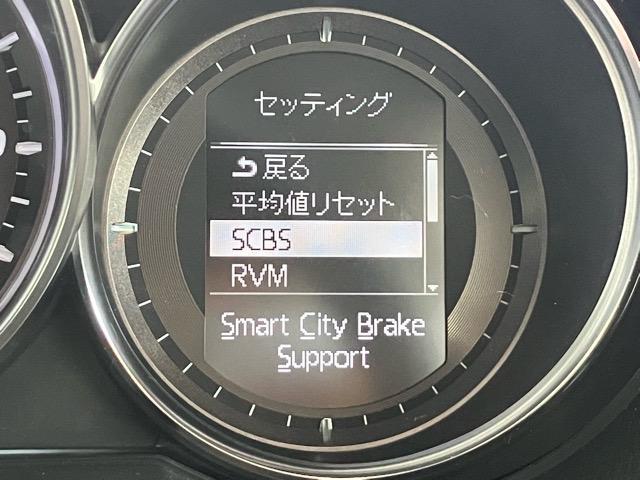 セッティング
戻る
平均値リセット
SCBS
RVM
Smart City Brake
Support